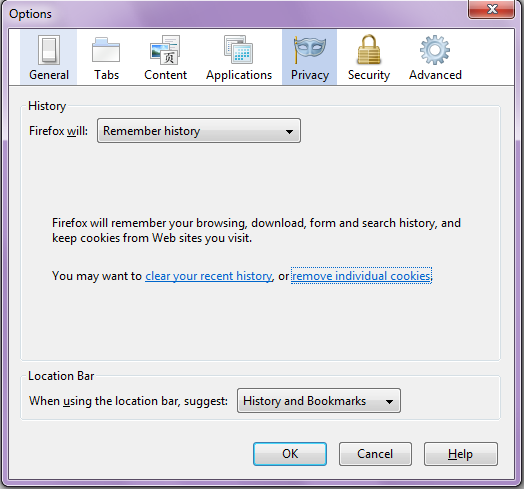 Options
General Tabs Content Applications Privacy Security Advanced
History
Firefox will: Remember history
Firefox will remember your browsing, download, form and search history, and
keep cookies from Web sites you visit.
You may want to clear your recent history, or remove individual cookies.
Location Bar
When using the location bar, suggest: History and Bookmarks
OK Cancel Help